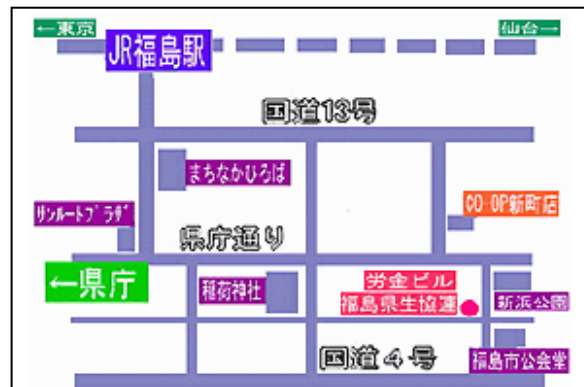 ←東京
仙台→
JR福島駅
国道13号
まちなかひろば
サンルートプラザ
CO-OP新町店
県庁通り
←県庁
稲荷神社
労金ビル
福島県生協連
新浜公園
国道4号
福島市公会堂